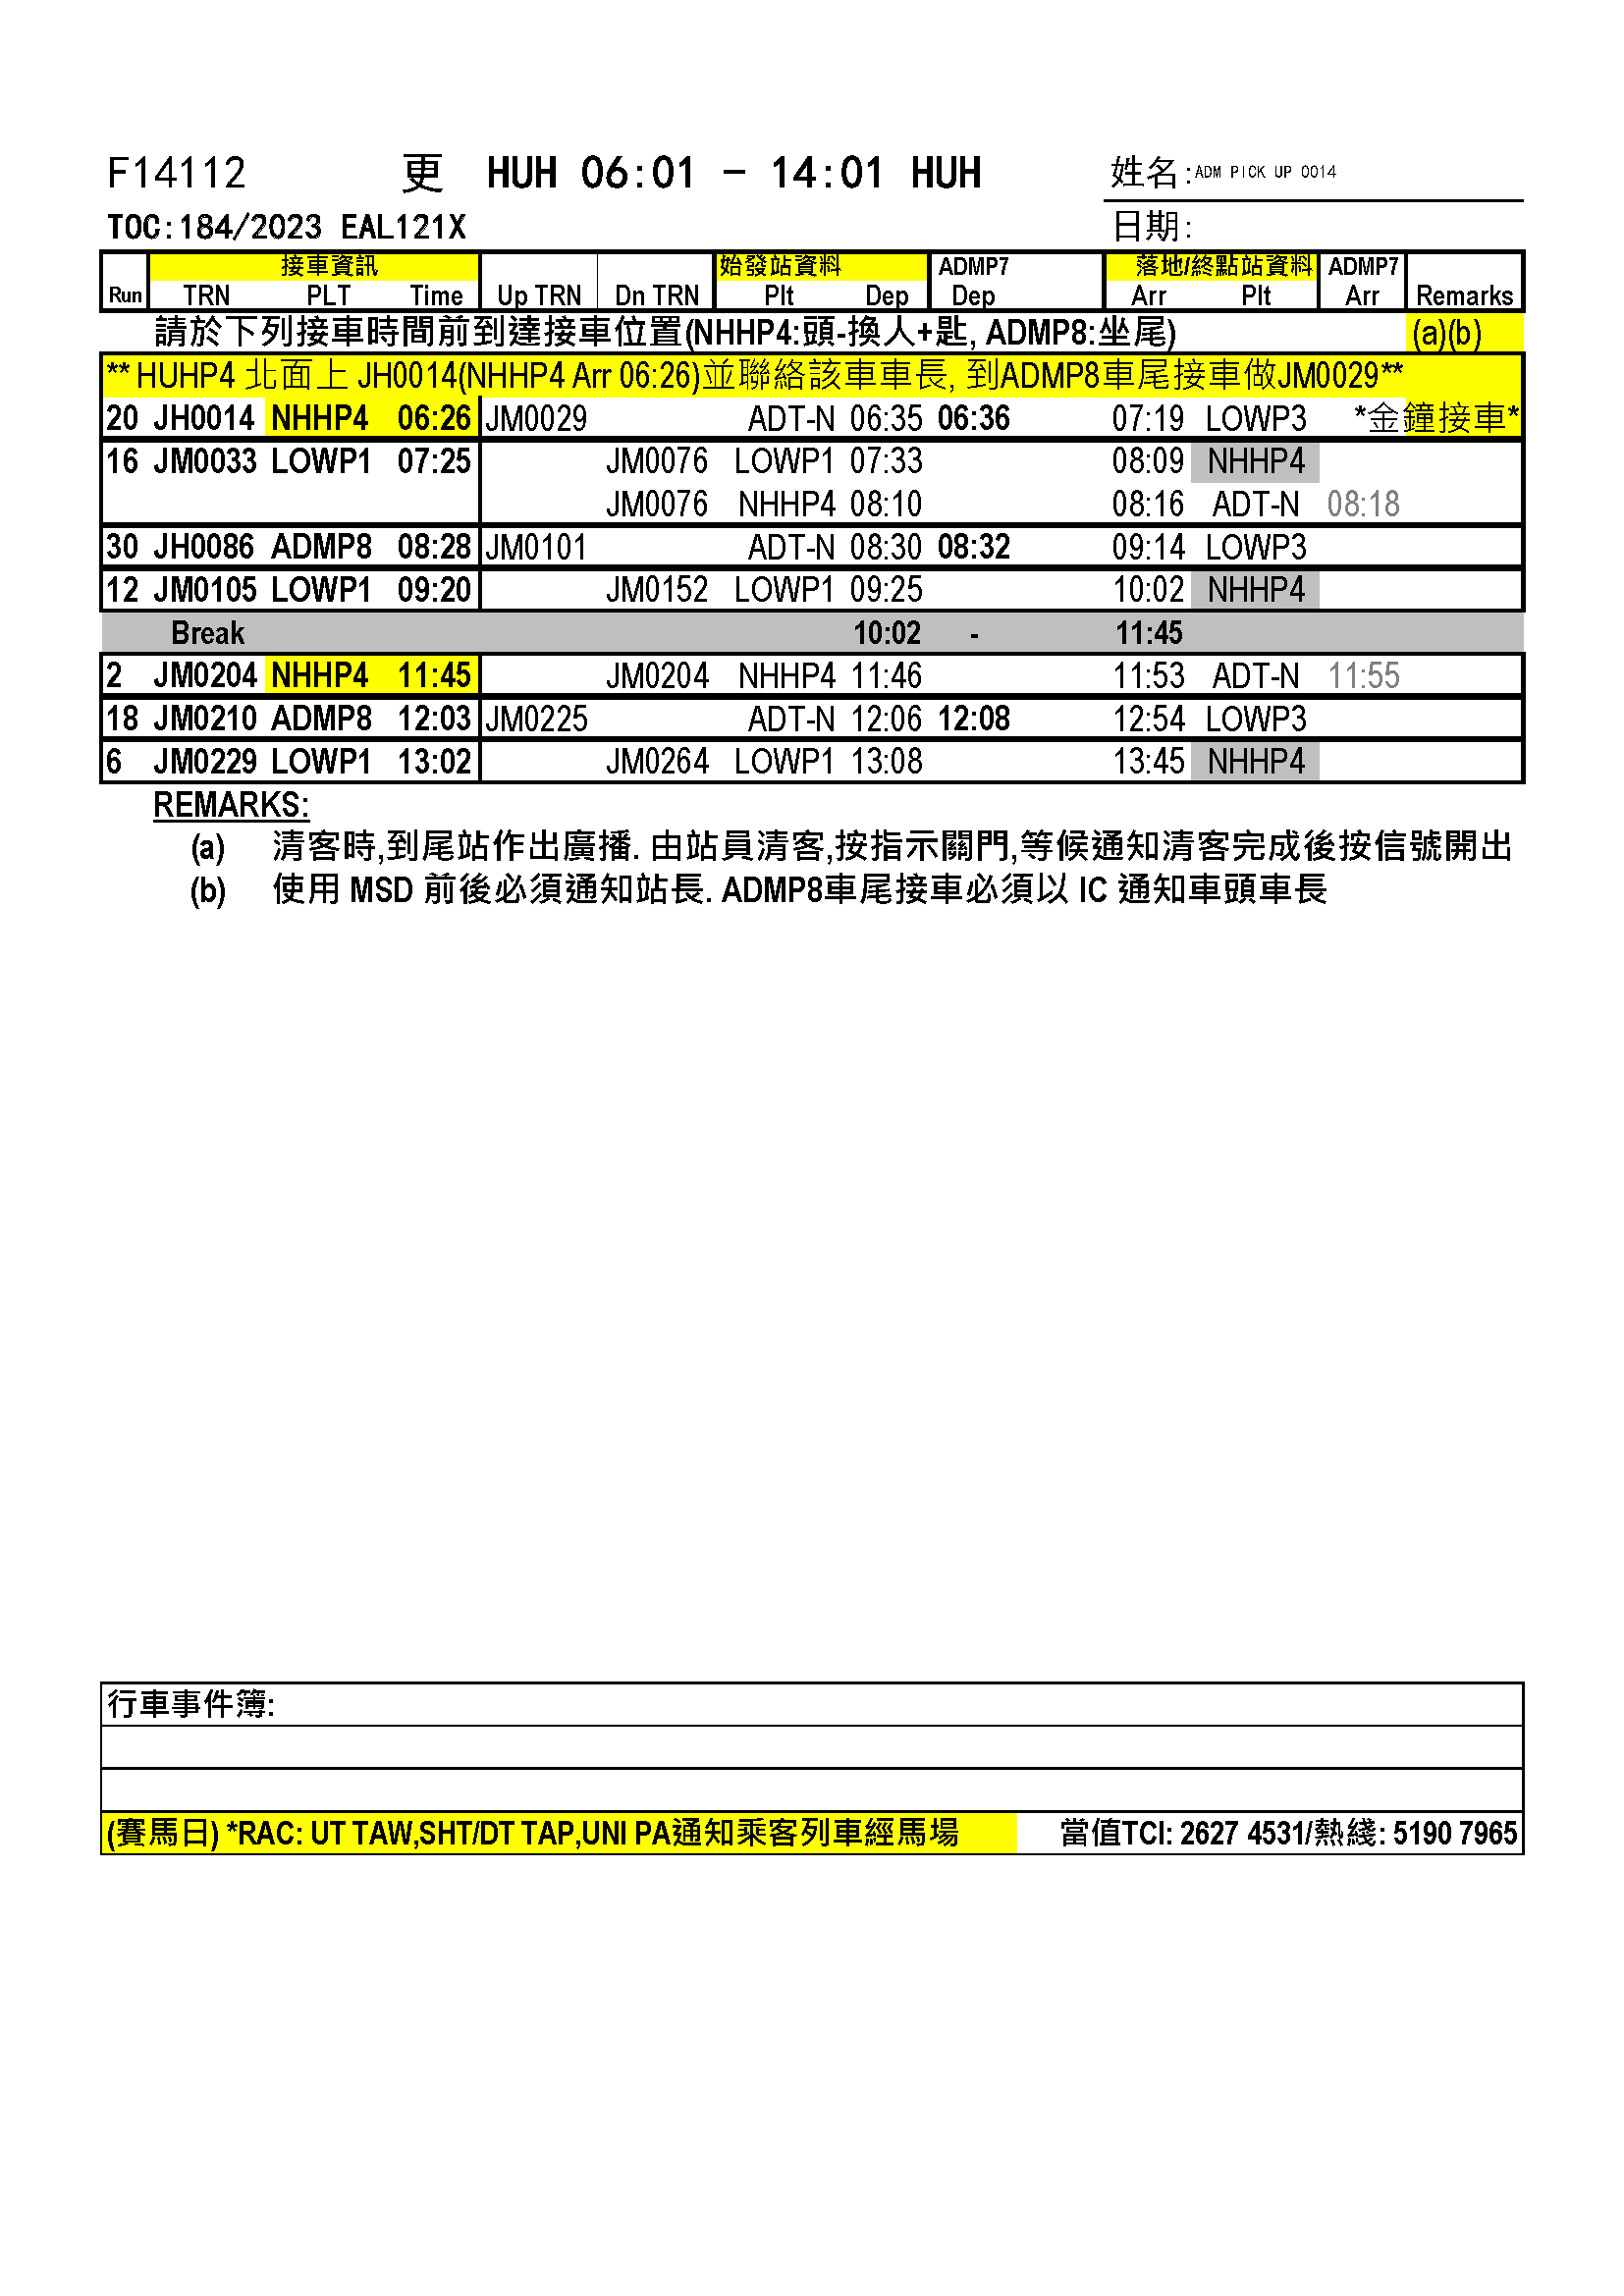 F14112 更 HUH 06:01 - 14:01 HUH 姓名:ADM PICK UP 0014
TOC:184/2023 EAL121X 日期:
接車資訊 始發站資料 ADMP7 落地/終點站資料 ADMP7
Run TRN PLT Time Up TRN Dn TRN Plt Dep Dep Arr Plt Arr Remarks
請於下列接車時間前到達接車位置(NHHP4:頭-換人+匙, ADMP8:坐尾) (a)(b)
** HUHP4 北面上 JH0014(NHHP4 Arr 06:26)並聯絡該車車長, 到ADMP8車尾接車做JM0029**
20 JH0014 NHHP4 06:26 JM0029 ADT-N 06:35 06:36 07:19 LOWP3 *金鐘接車*
16 JM0033 LOWP1 07:25 JM0076 LOWP1 07:33 08:09 NHHP4
JM0076 NHHP4 08:10 08:16 ADT-N 08:18
30 JH0086 ADMP8 08:28 JM0101 ADT-N 08:30 08:32 09:14 LOWP3
12 JM0105 LOWP1 09:20 JM0152 LOWP1 09:25 10:02 NHHP4
Break 10:02 - 11:45
2 JM0204 NHHP4 11:45 JM0204 NHHP4 11:46 11:53 ADT-N 11:55
18 JM0210 ADMP8 12:03 JM0225 ADT-N 12:06 12:08 12:54 LOWP3
6 JM0229 LOWP1 13:02 JM0264 LOWP1 13:08 13:45 NHHP4
REMARKS:
(a) 清客時,到尾站作出廣播. 由站員清客,按指示關門,等候通知清客完成後按信號開出
(b) 使用 MSD 前後必須通知站長. ADMP8車尾接車必須以 IC 通知車頭車長
行車事件簿:
(賽馬日) *RAC: UT TAW,SHT/DT TAP,UNI PA通知乘客列車經馬場 當值TCI: 2627 4531/熱綫: 5190 7965